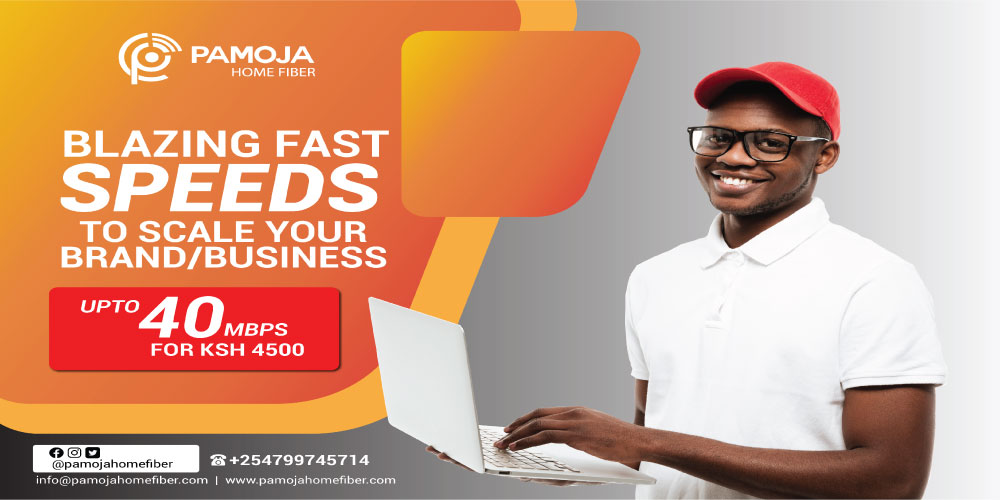 PAMOJA
HOME FIBER
BLAZING FAST
SPEEDS
TO SCALE YOUR
BRAND/BUSINESS
UPTO 40 MBPS
FOR KSH 4500
@pamojahomefiber
+254799745714
info@pamojahomefiber.com | www.pamojahomefiber.com